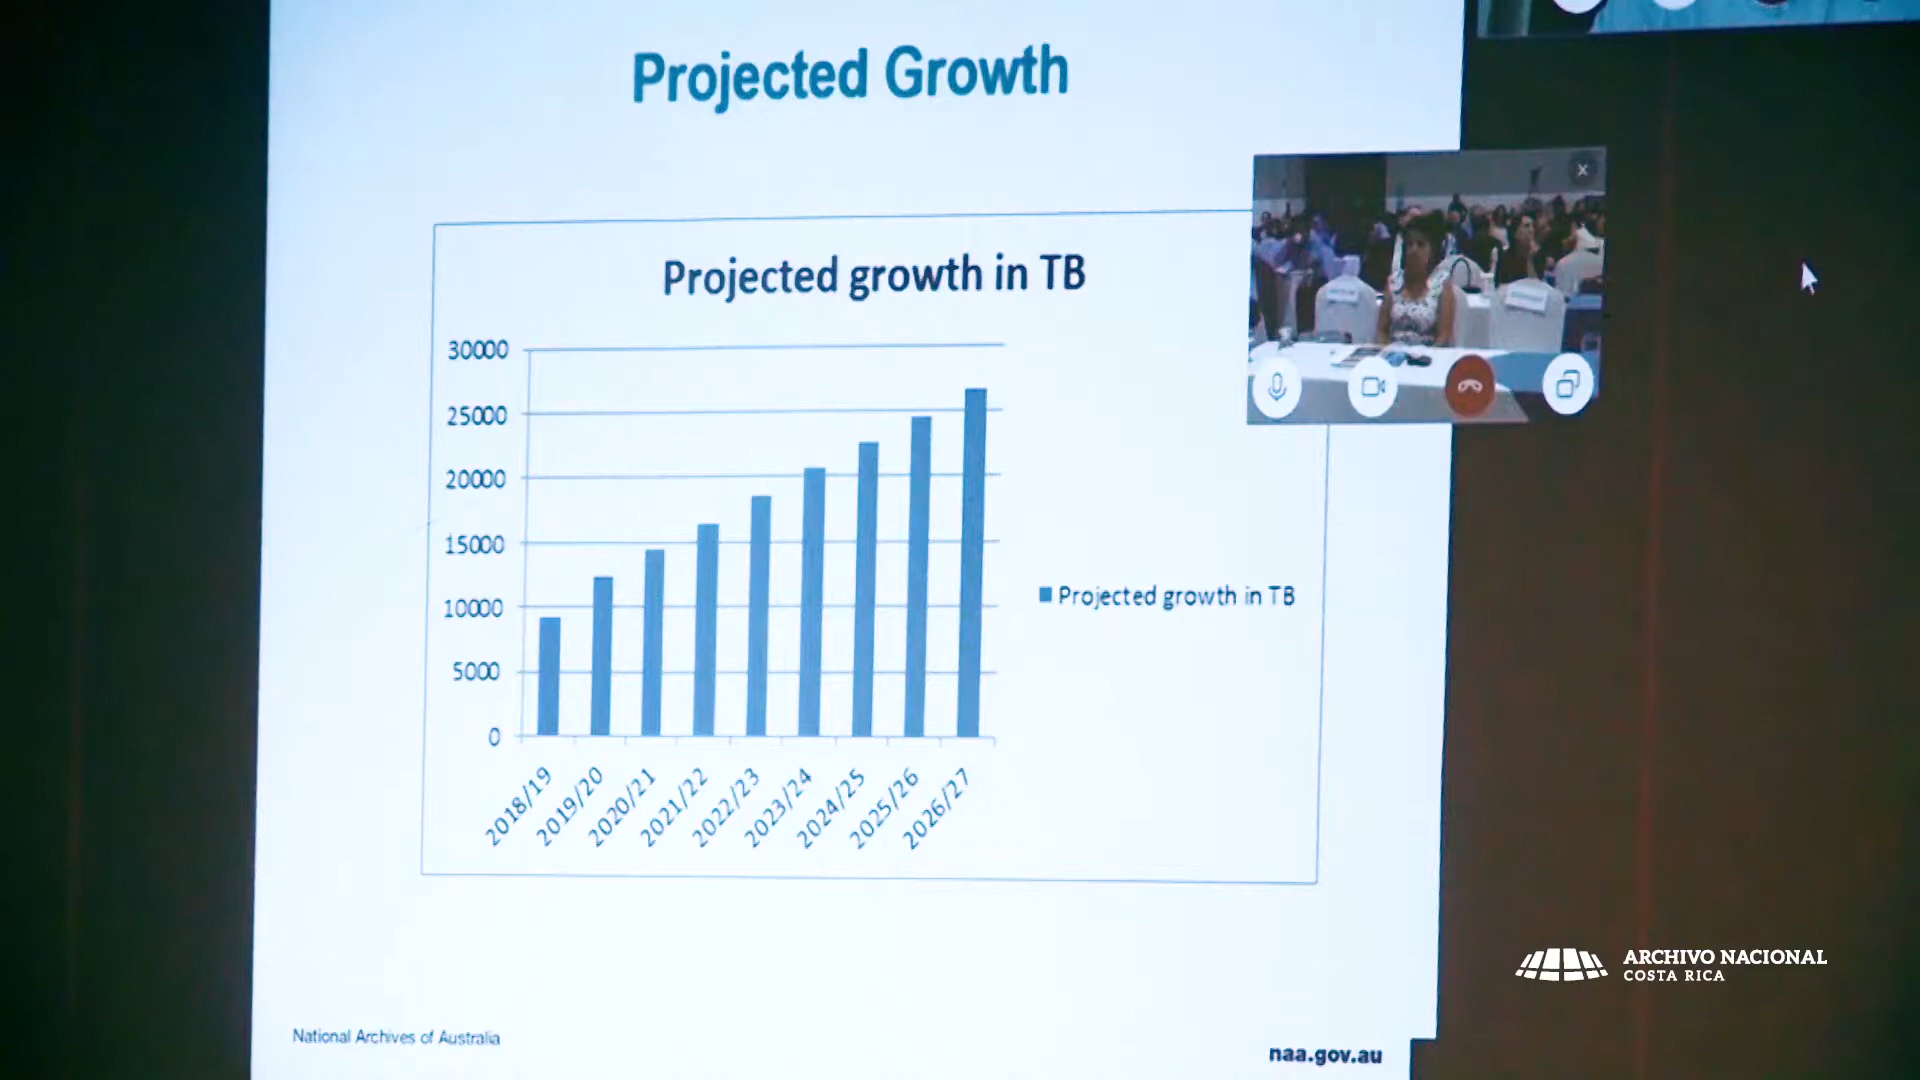 Projected Growth
Projected growth in TB
30000
25000
20000
15000
10000
5000
0
2018/19
2019/20
2020/21
2021/22
2022/23
2023/24
2024/25
2025/26
2026/27
Projected growth in TB
National Archives of Australia
naa.gov.au
ARCHIVO NACIONAL
COSTA RICA